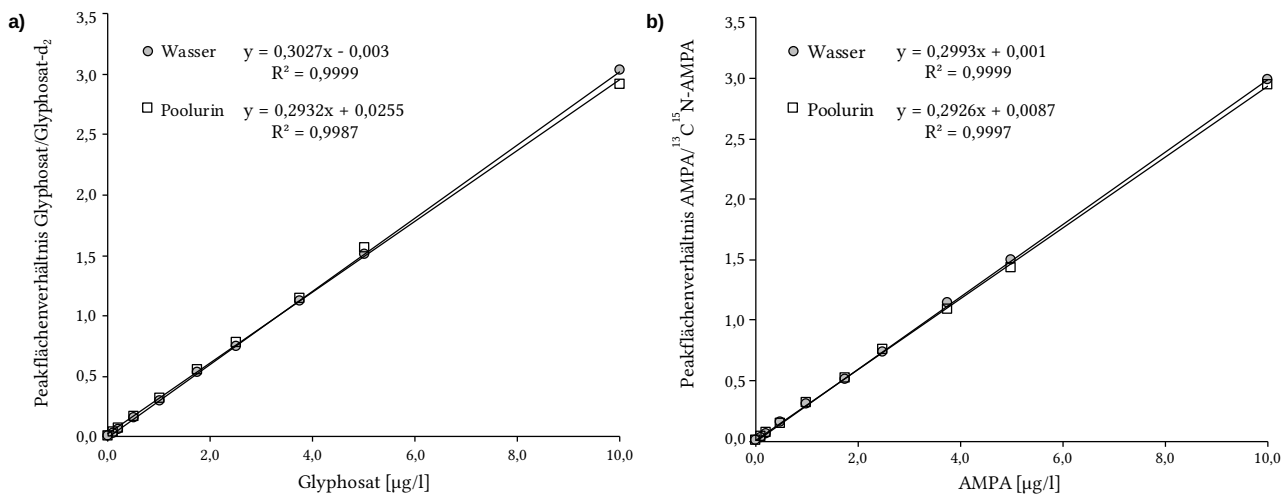 a)
Peakflächenverhältnis Glyphosat/Glyphosat-d₂
3,5
3,0
2,5
2,0
1,5
1,0
0,5
0,0
Wasser y = 0,3027x - 0,003
R² = 0,9999
Poolurin y = 0,2932x + 0,0255
R² = 0,9987
0,0 2,0 4,0 6,0 8,0 10,0
Glyphosat [µg/l]
b)
Peakflächenverhältnis AMPA/¹³C¹⁵N-AMPA
3,5
3,0
2,5
2,0
1,5
1,0
0,5
0,0
Wasser y = 0,2993x + 0,001
R² = 0,9999
Poolurin y = 0,2926x + 0,0087
R² = 0,9997
0,0 2,0 4,0 6,0 8,0 10,0
AMPA [µg/l]